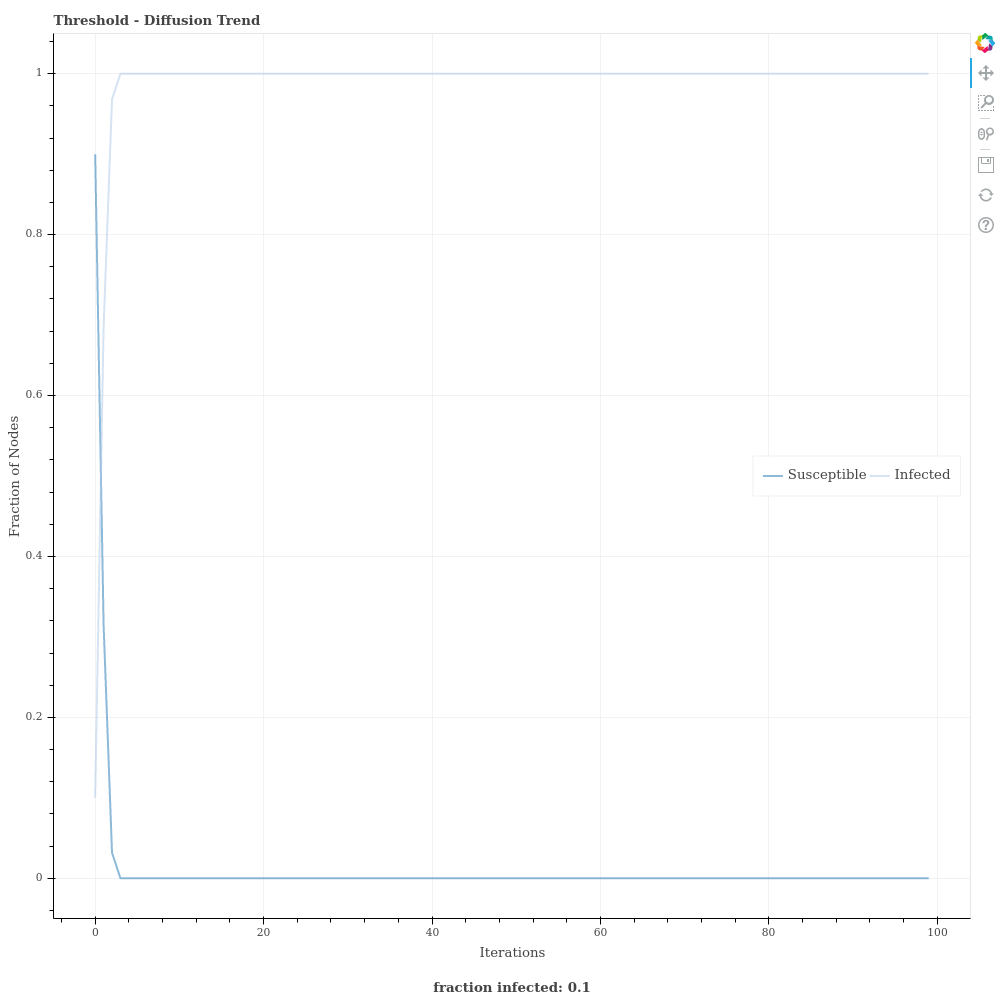 Threshold - Diffusion Trend
1
0.8
0.6
0.4
0.2
0
Fraction of Nodes
Susceptible Infected
0 20 40 60 80 100
Iterations
fraction infected: 0.1
?